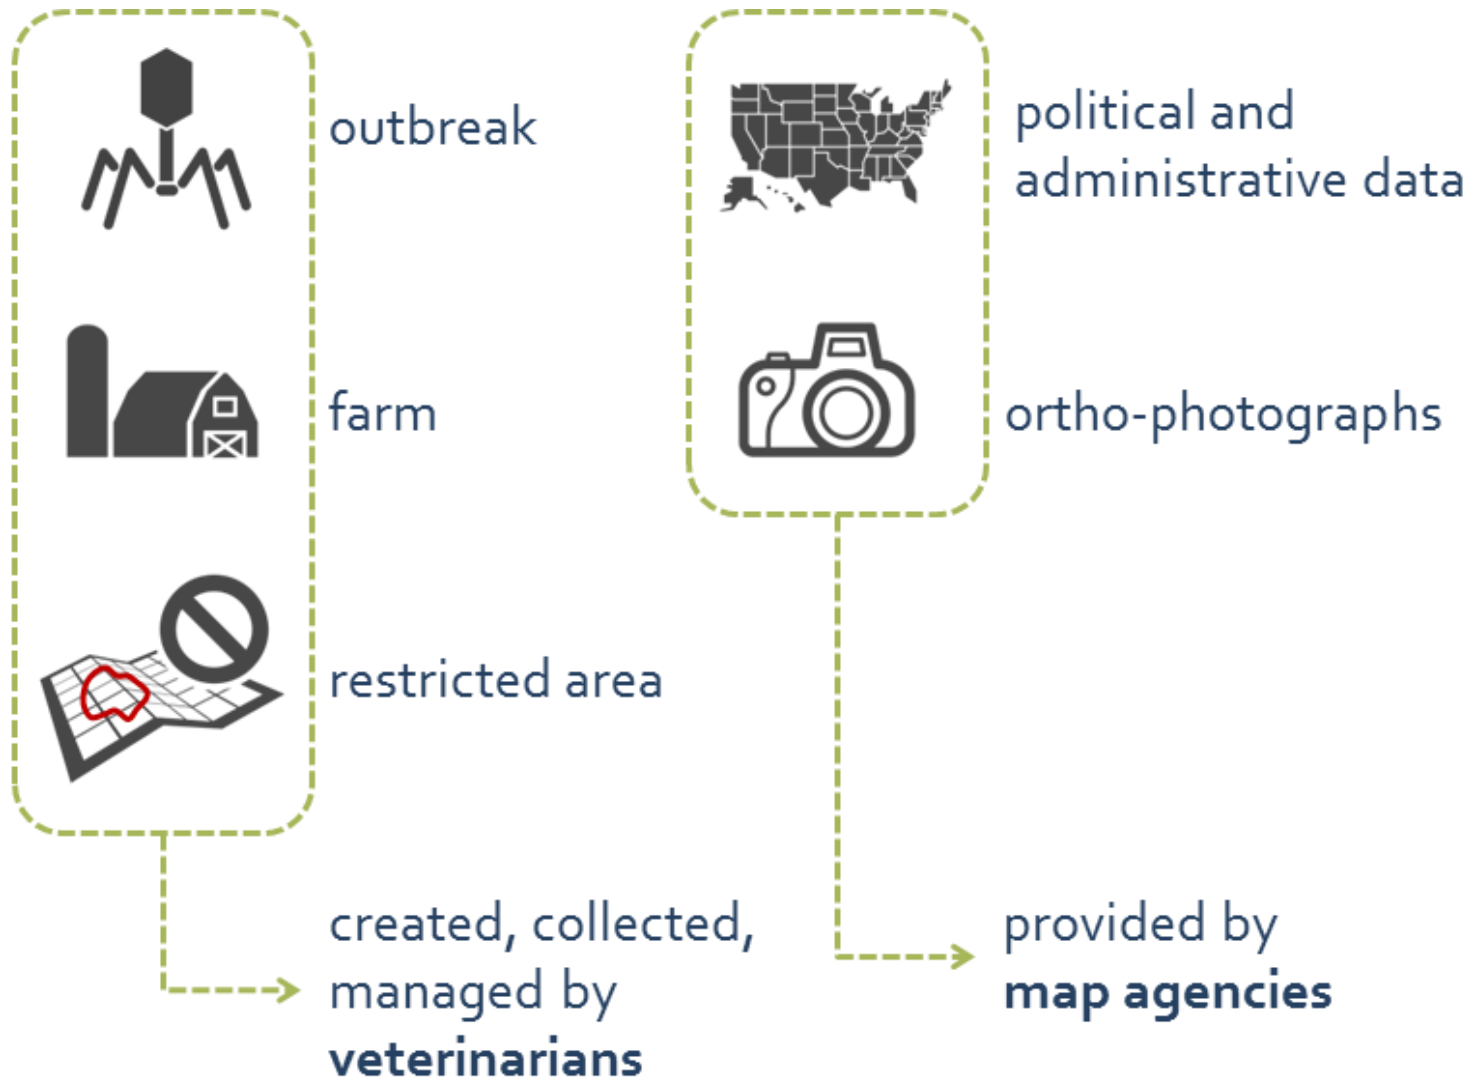 outbreak
farm
restricted area
created, collected,
managed by
veterinarians
political and
administrative data
ortho-photographs
provided by
map agencies